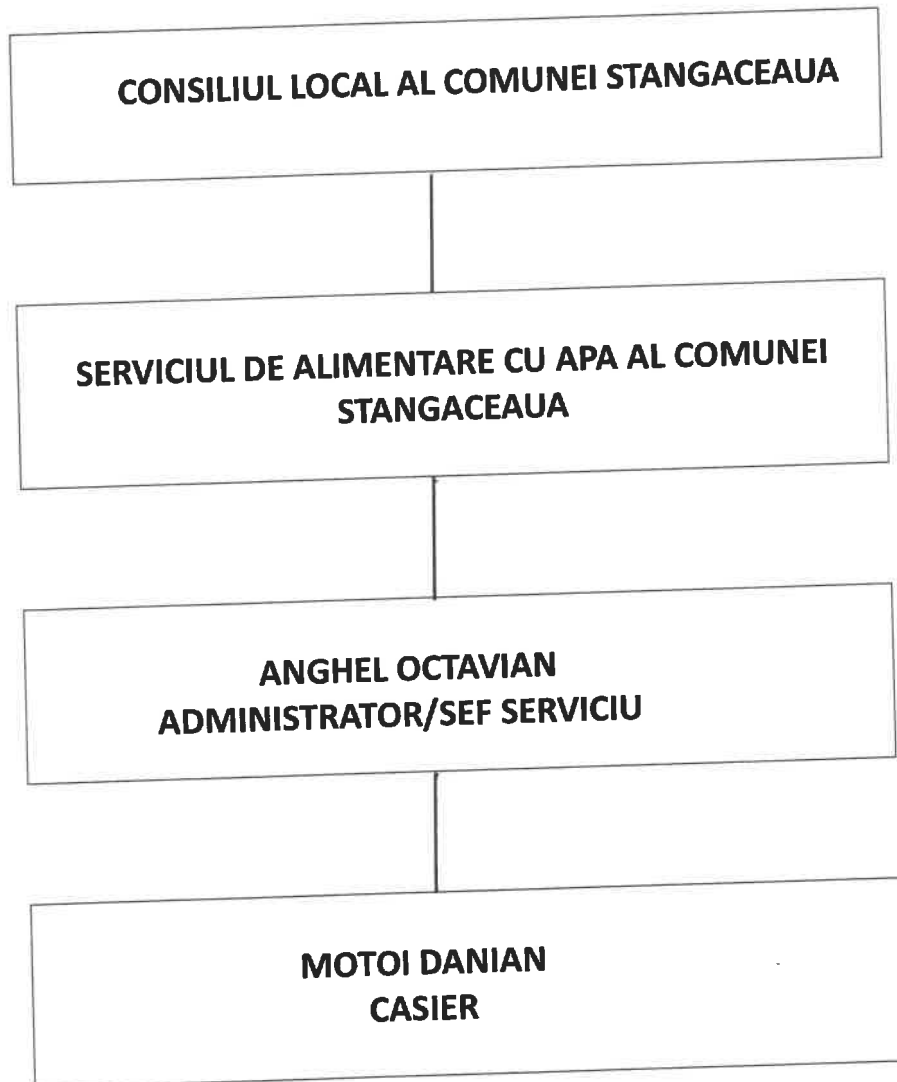 CONSILIUL LOCAL AL COMUNEI STANGACEAUA
SERVICIUL DE ALIMENTARE CU APA AL COMUNEI
STANGACEAUA
ANGHEL OCTAVIAN
ADMINISTRATOR/SEF SERVICIU
MOTOI DANIAN
CASIER